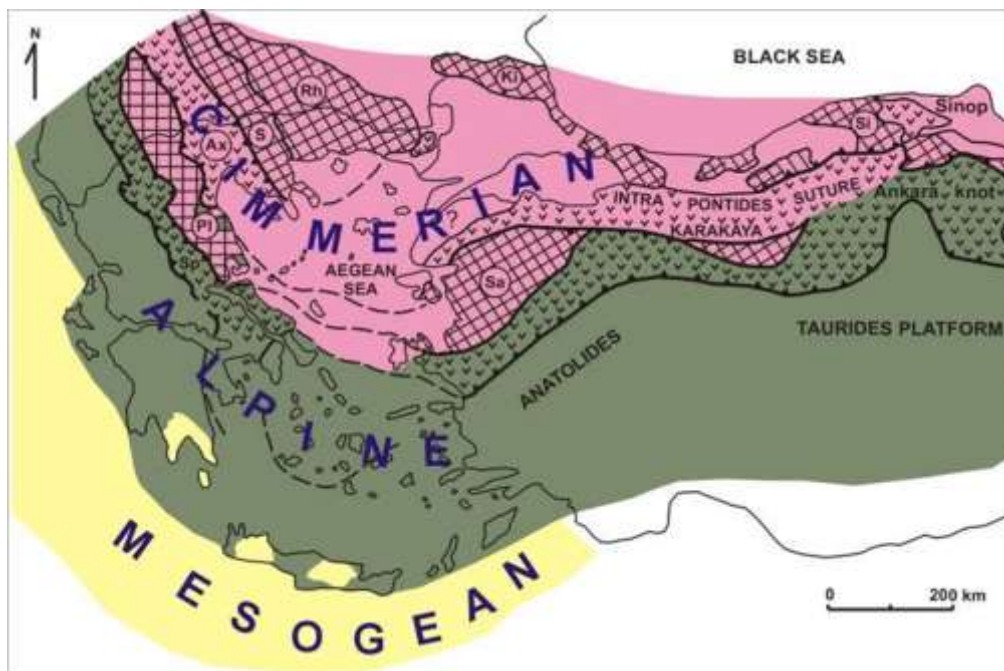 N
BLACK SEA
Rh
Ki
Sinop
Si
S
Ax
CIMMERIAN
INTRA PONTIDES SUTURE
Ankara knot
KARAKAYA
Pl
Sp
AEGEAN
SEA
Sa
TAURIDES PLATFORM
ANATOLIDES
ALPINE
MESOGEAN
0 200 km